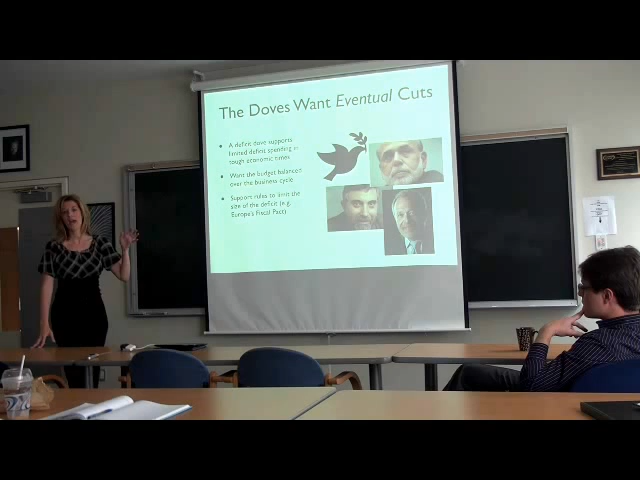 The Doves Want Eventual Cuts
A deficit dove supports
limited deficit spending in
tough economic times
Want the budget balanced
over the business cycle
Support rules to limit the
size of the deficit (e.g.
Europe's Fiscal Pact)